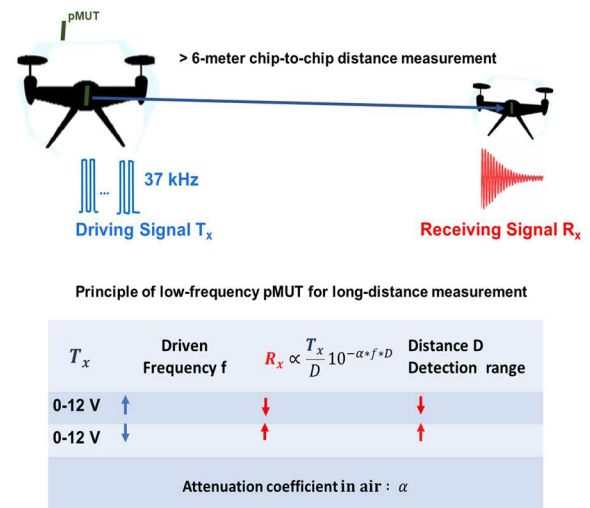 pMUT
> 6-meter chip-to-chip distance measurement
... 37 kHz
Driving Signal Tₓ
Receiving Signal Rₓ
Principle of low-frequency pMUT for long-distance measurement
Tₓ Driven Frequency f Rₓ ∝ Tₓ/D 10^(−α*f*D) Distance D Detection range
0-12 V ↑ ↓ ↓
0-12 V ↓ ↑ ↑
Attenuation coefficient in air : α